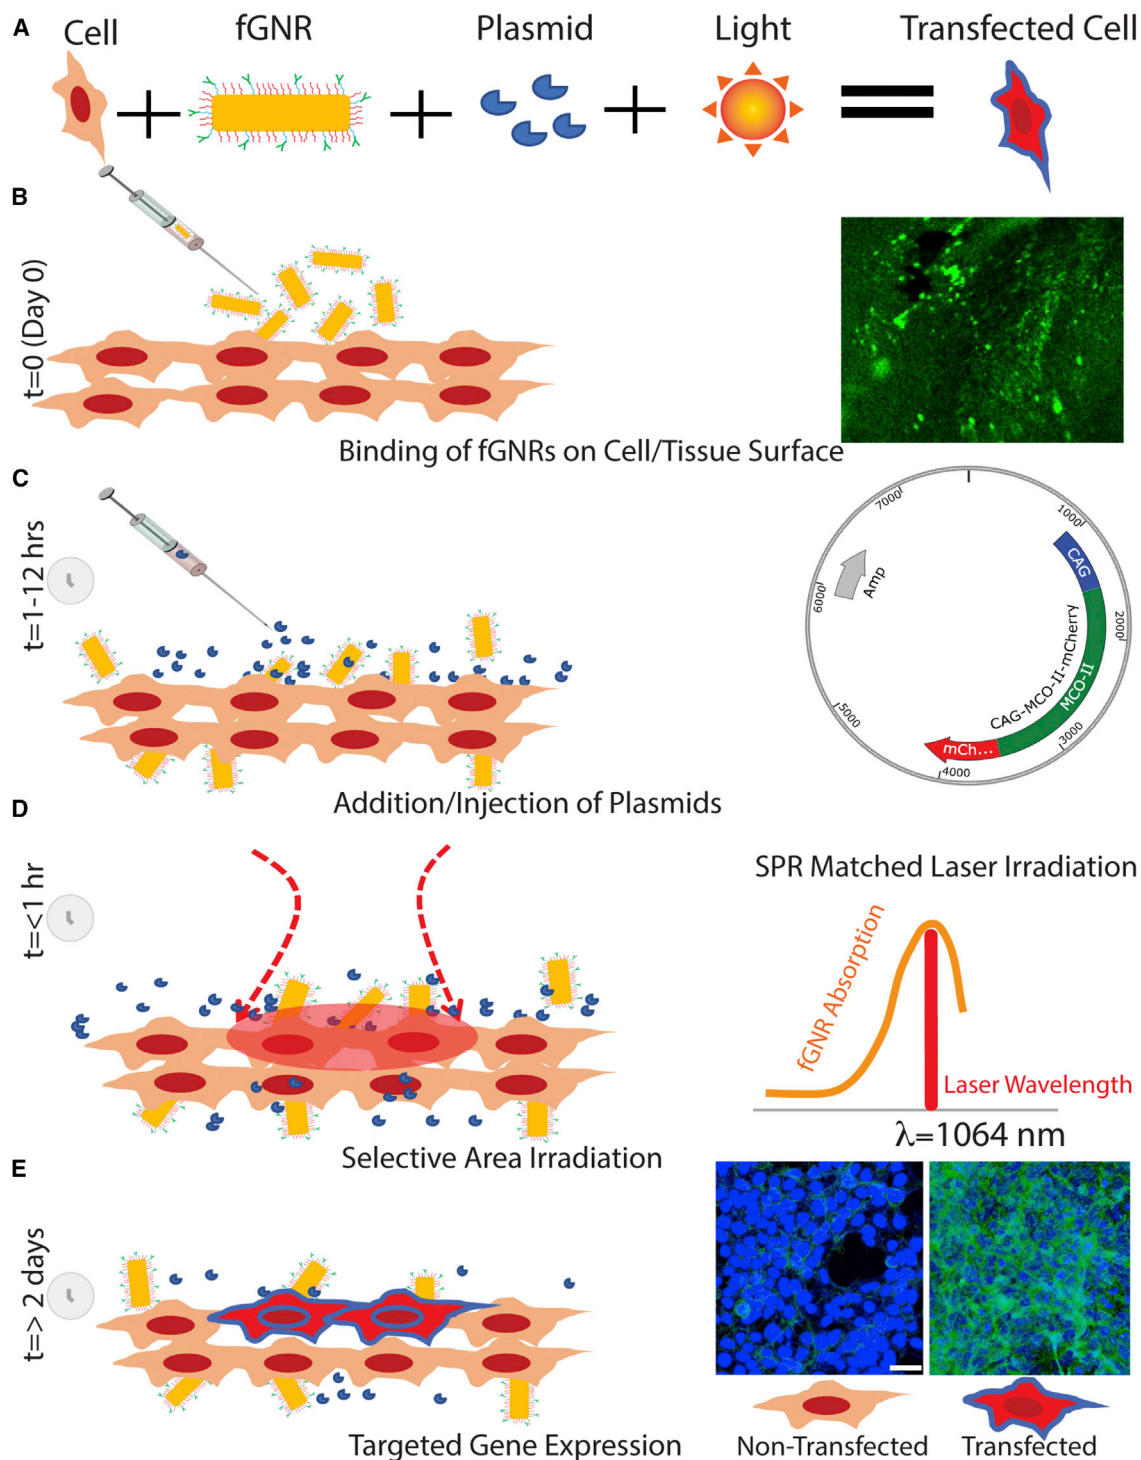 A
Cell
fGNR
Plasmid
Light
Transfected Cell
B
t=0 (Day 0)
Binding of fGNRs on Cell/Tissue Surface
C
t=1-12 hrs
Addition/Injection of Plasmids
1000
2000
3000
4000
5000
6000
7000
CAG
MCO-II
mCh...
Amp
CAG-MCO-II-mCherry
D
t=<1 hr
Selective Area Irradiation
SPR Matched Laser Irradiation
fGNR Absorption
Laser Wavelength
λ=1064 nm
E
t=> 2 days
Targeted Gene Expression
Non-Transfected
Transfected